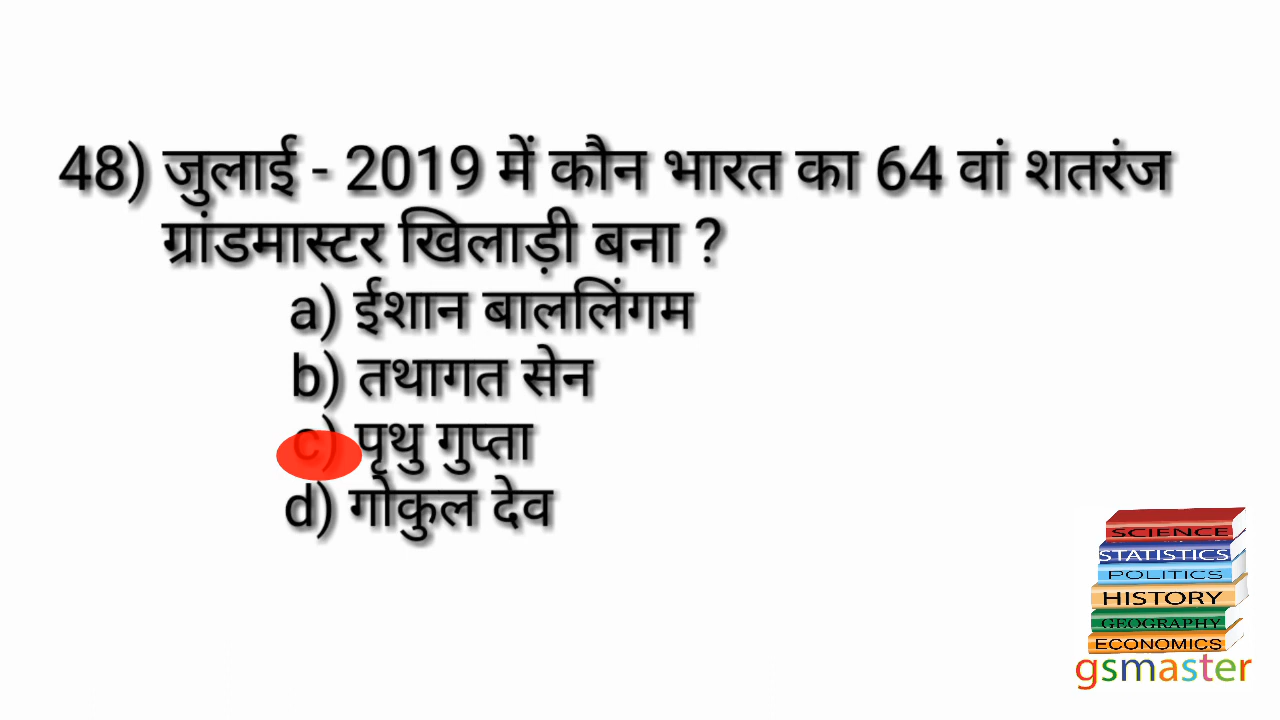 48) जुलाई - 2019 में कौन भारत का 64 वां शतरंज
ग्रांडमास्टर खिलाड़ी बना ?
a) ईशान बाललिंगम
b) तथागत सेन
c) पृथु गुप्ता
d) गोकुल देव
SCIENCE
STATISTICS
POLITICS
HISTORY
GEOGRAPHY
ECONOMICS
gsmaster